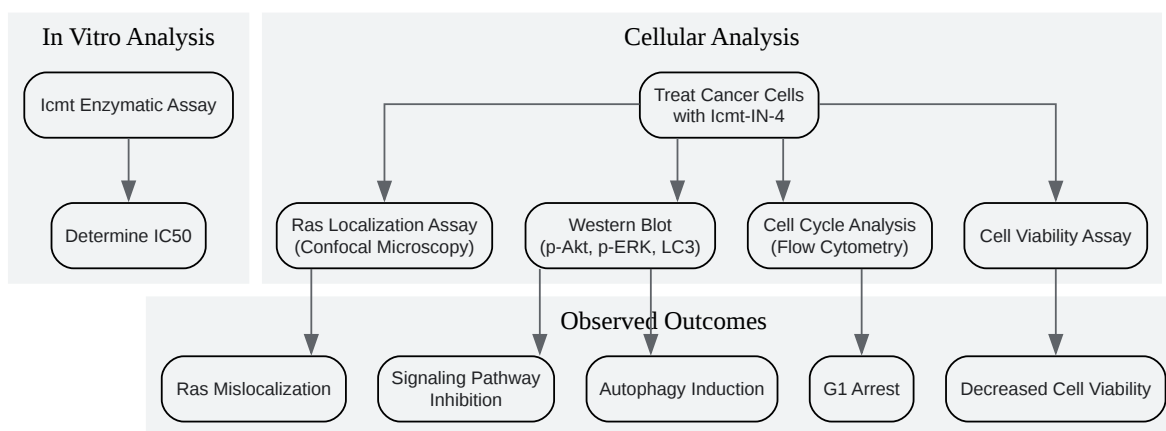 In Vitro Analysis
Icmt Enzymatic Assay
Determine IC50
Cellular Analysis
Treat Cancer Cells
with Icmt-IN-4
Ras Localization Assay
(Confocal Microscopy)
Western Blot
(p-Akt, p-ERK, LC3)
Cell Cycle Analysis
(Flow Cytometry)
Cell Viability Assay
Observed Outcomes
Ras Mislocalization
Signaling Pathway
Inhibition
Autophagy Induction
G1 Arrest
Decreased Cell Viability